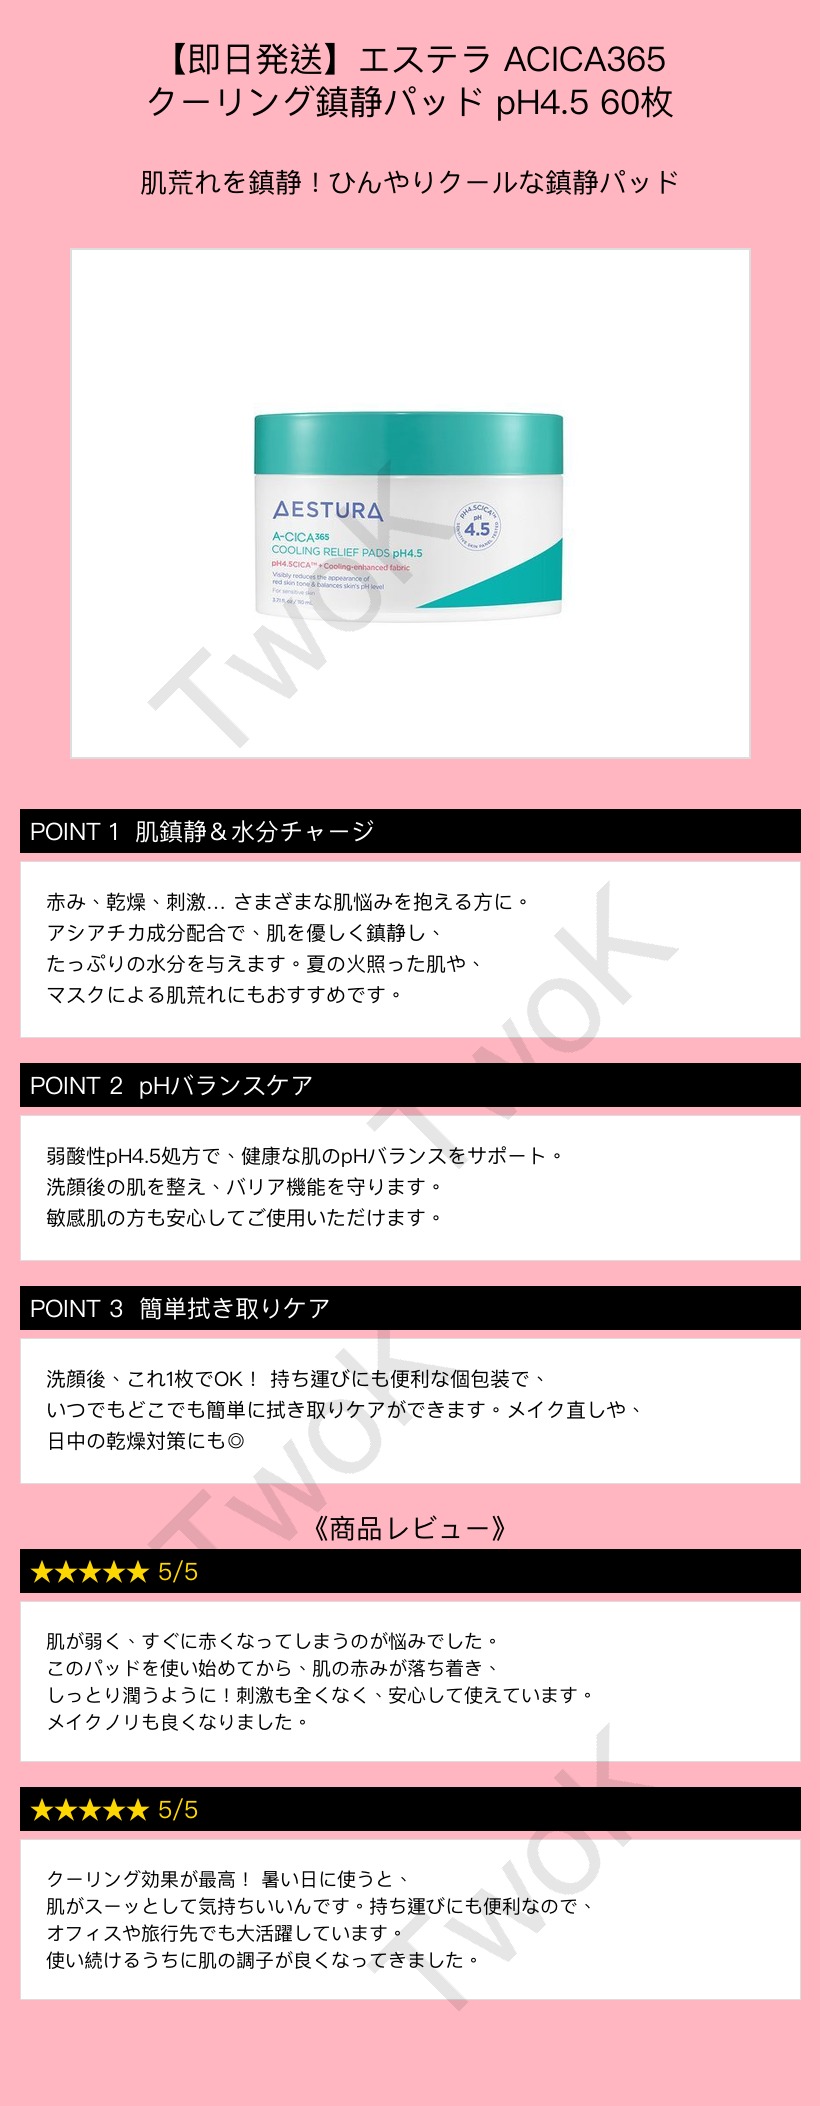 【即日発送】エステラ ACICA365
クーリング鎮静パッド pH4.5 60枚
肌荒れを鎮静！ひんやりクールな鎮静パッド
AESTURA
A-CICA365
COOLING RELIEF PADS pH4.5
pH4.5CICA™ + Cooling-enhanced fabric
Visibly reduces the appearance of
red skin tone & balances skin's pH level
For sensitive skin
3.71 fl. oz / 110 mL
pH4.5CICA™
pH
4.5
SENSITIVE SKIN PANEL TESTED
TwoK
POINT 1 肌鎮静＆水分チャージ
赤み、乾燥、刺激... さまざまな肌悩みを抱える方に。
アシアチカ成分配合で、肌を優しく鎮静し、
たっぷりの水分を与えます。夏の火照った肌や、
マスクによる肌荒れにもおすすめです。
TwoK
POINT 2 pHバランスケア
弱酸性pH4.5処方で、健康な肌のpHバランスをサポート。
洗顔後の肌を整え、バリア機能を守ります。
敏感肌の方も安心してご使用いただけます。
POINT 3 簡単拭き取りケア
洗顔後、これ1枚でOK！ 持ち運びにも便利な個包装で、
いつでもどこでも簡単に拭き取りケアができます。メイク直しや、
日中の乾燥対策にも◎
TwoK
《商品レビュー》
★★★★★ 5/5
肌が弱く、すぐに赤くなってしまうのが悩みでした。
このパッドを使い始めてから、肌の赤みが落ち着き、
しっとり潤うように！刺激も全くなく、安心して使えています。
メイクノリも良くなりました。
★★★★★ 5/5
クーリング効果が最高！ 暑い日に使うと、
肌がスーッとして気持ちいいんです。持ち運びにも便利なので、
オフィスや旅行先でも大活躍しています。
使い続けるうちに肌の調子が良くなってきました。
TwoK